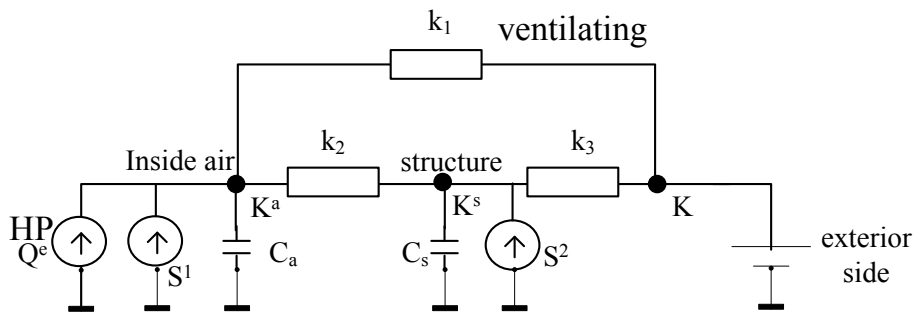 k₁
ventilating
k₂
k₃
Inside air
structure
Kᵃ
Kˢ
K
HP
Qᵉ
S¹
Cₐ
Cₛ
S²
exterior
side